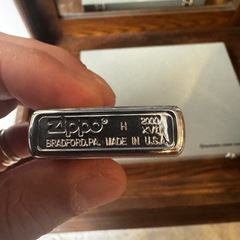 Zippo® H 2000
XVI
BRADFORD,PA. MADE IN U.S.A.